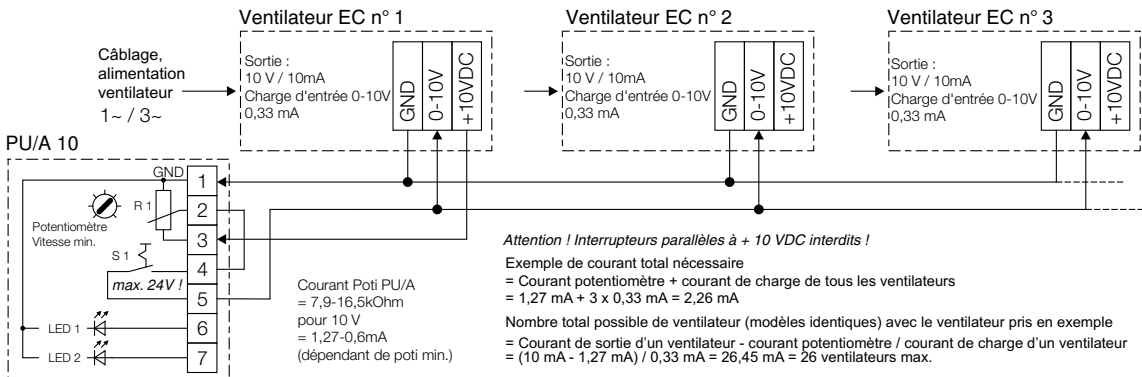 Ventilateur EC n° 1
Ventilateur EC n° 2
Ventilateur EC n° 3
Câblage,
alimentation
ventilateur
1~ / 3~
Sortie :
10 V / 10mA
Charge d'entrée 0-10V
0,33 mA
GND
0-10V
+10VDC
Sortie :
10 V / 10mA
Charge d'entrée 0-10V
0,33 mA
GND
0-10V
+10VDC
Sortie :
10 V / 10mA
Charge d'entrée 0-10V
0,33 mA
GND
0-10V
+10VDC
PU/A 10
GND
1
R 1
2
Potentiomètre
Vitesse min.
3
S 1
4
max. 24V !
5
LED 1
6
LED 2
7
Courant Poti PU/A
= 7,9-16,5kOhm
pour 10 V
= 1,27-0,6mA
(dépendant de poti min.)
Attention ! Interrupteurs parallèles à + 10 VDC interdits !
Exemple de courant total nécessaire
= Courant potentiomètre + courant de charge de tous les ventilateurs
= 1,27 mA + 3 x 0,33 mA = 2,26 mA
Nombre total possible de ventilateur (modèles identiques) avec le ventilateur pris en exemple
= Courant de sortie d'un ventilateur - courant potentiomètre / courant de charge d'un ventilateur
= (10 mA - 1,27 mA) / 0,33 mA = 26,45 mA = 26 ventilateurs max.